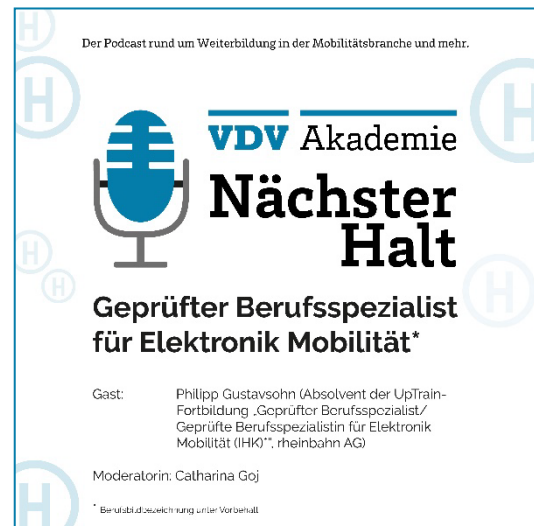 Der Podcast rund um Weiterbildung in der Mobilitätsbranche und mehr.
H
H
H
VDV Akademie
Nächster
Halt
H
H
H
Geprüfter Berufsspezialist
für Elektronik Mobilität*
Gast: Philipp Gustavsohn (Absolvent der UpTrain-
Fortbildung „Geprüfter Berufsspezialist/
Geprüfte Berufsspezialistin für Elektronik
Mobilität (IHK)*", rheinbahn AG)
Moderatorin: Catharina Goj
H
* Berufsbildbezeichnung unter Vorbehalt